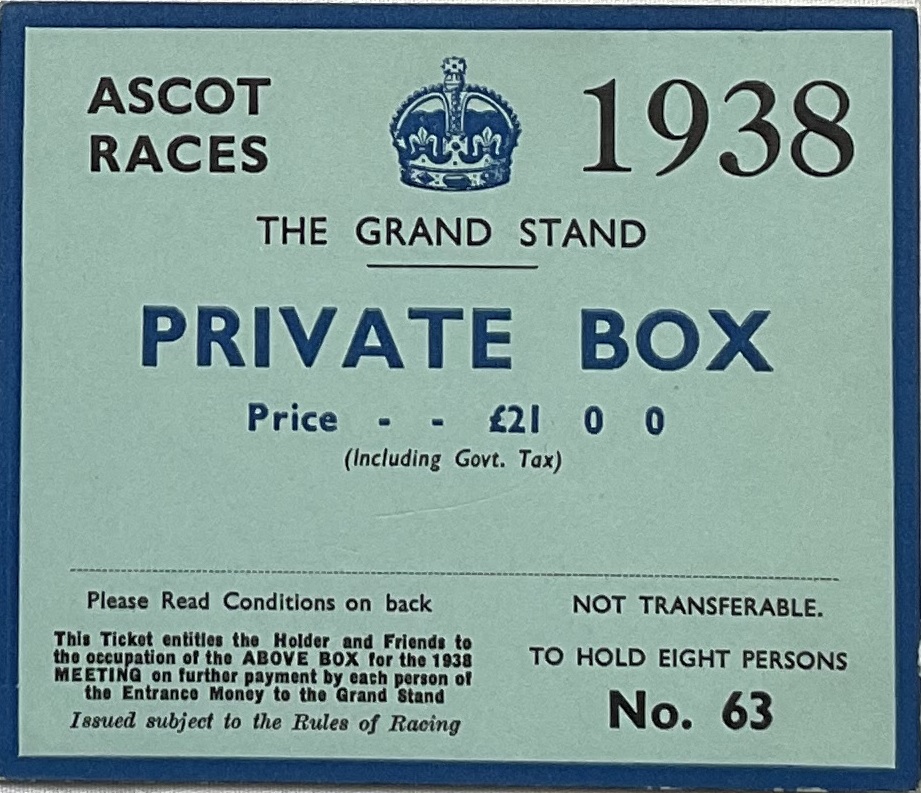 ASCOT RACES
1938
THE GRAND STAND
PRIVATE BOX
Price - - £21 0 0
(Including Govt. Tax)
Please Read Conditions on back
This Ticket entitles the Holder and Friends to
the occupation of the ABOVE BOX for the 1938
MEETING on further payment by each person of
the Entrance Money to the Grand Stand
Issued subject to the Rules of Racing
NOT TRANSFERABLE.
TO HOLD EIGHT PERSONS
No. 63